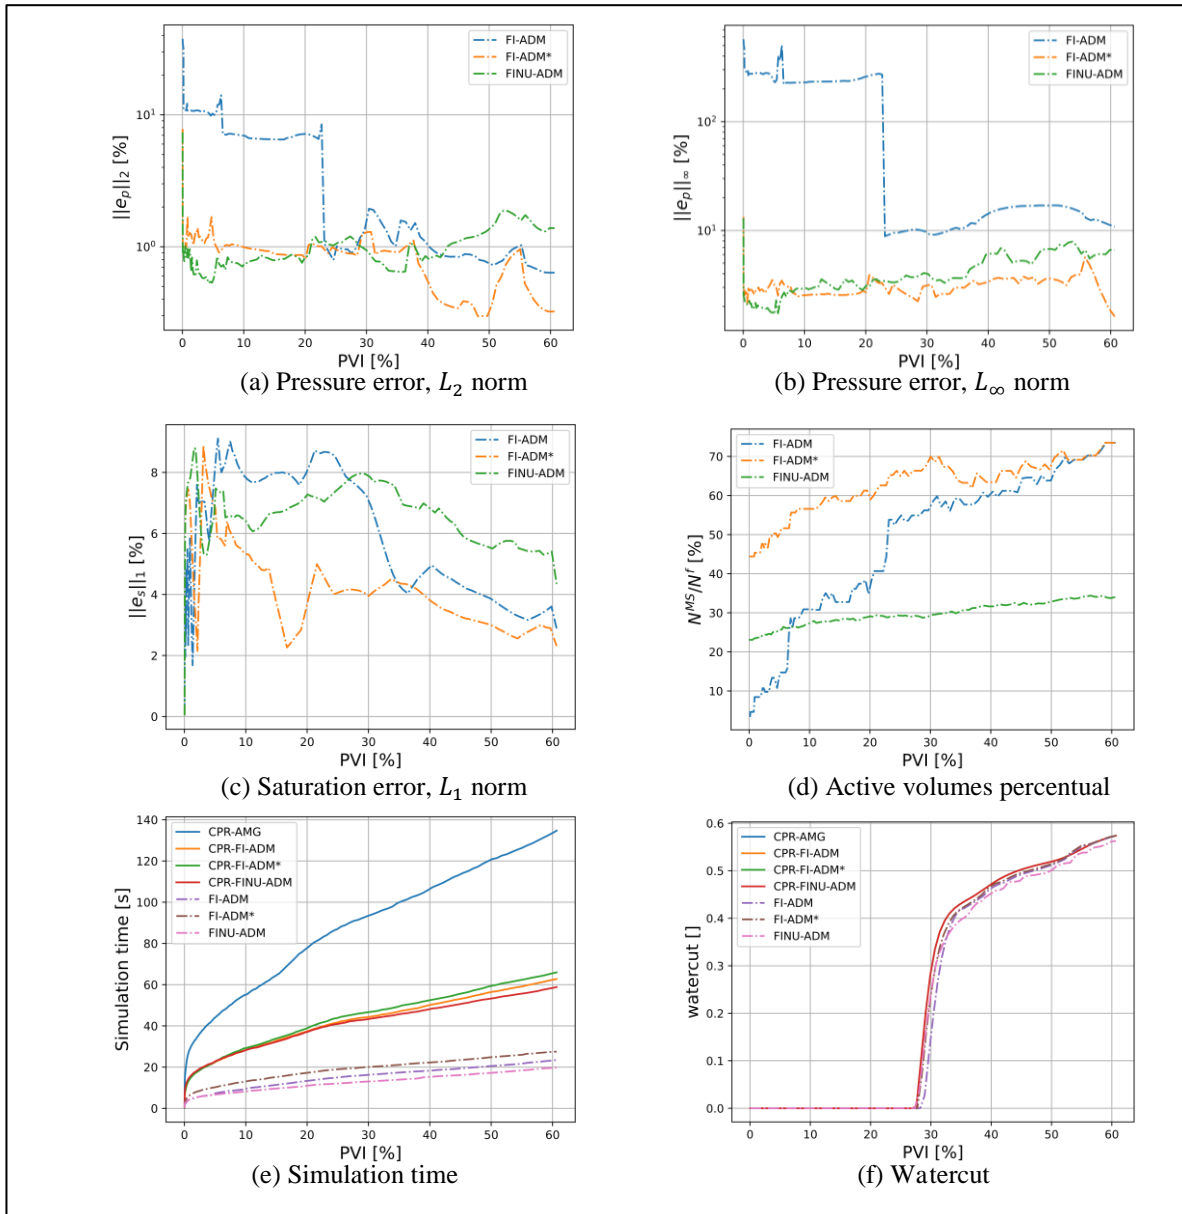 FI-ADM
FI-ADM*
FINU-ADM
10^1
10^0
||e_p||_2 [%]
0 10 20 30 40 50 60
PVI [%]
(a) Pressure error, L_2 norm
FI-ADM
FI-ADM*
FINU-ADM
10^2
10^1
||e_p||_∞ [%]
0 10 20 30 40 50 60
PVI [%]
(b) Pressure error, L_∞ norm
FI-ADM
FI-ADM*
FINU-ADM
8
6
4
2
0
||e_s||_1 [%]
0 10 20 30 40 50 60
PVI [%]
(c) Saturation error, L_1 norm
FI-ADM
FI-ADM*
FINU-ADM
70
60
50
40
30
20
10
N^MS/N^f [%]
0 10 20 30 40 50 60
PVI [%]
(d) Active volumes percentual
CPR-AMG
CPR-FI-ADM
CPR-FI-ADM*
CPR-FINU-ADM
FI-ADM
FI-ADM*
FINU-ADM
140
120
100
80
60
40
20
0
Simulation time [s]
0 10 20 30 40 50 60
PVI [%]
(e) Simulation time
CPR-AMG
CPR-FI-ADM
CPR-FI-ADM*
CPR-FINU-ADM
FI-ADM
FI-ADM*
FINU-ADM
0.6
0.5
0.4
0.3
0.2
0.1
0.0
watercut []
0 10 20 30 40 50 60
PVI [%]
(f) Watercut